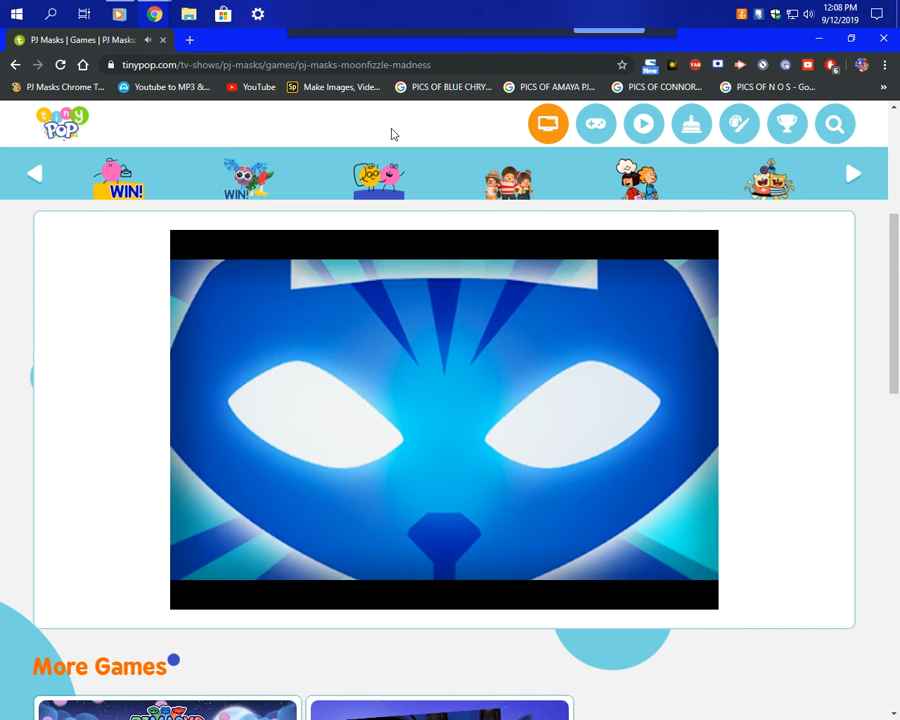 12:08 PM
9/12/2019
PJ Masks | Games | PJ Masks
tinypop.com/tv-shows/pj-masks/games/pj-masks-moonfizzle-madness
New
PJ Masks Chrome T...
Youtube to MP3 &...
YouTube
Sp Make Images, Vide...
PICS OF BLUE CHRY...
PICS OF AMAYA PJ...
PICS OF CONNOR...
PICS OF N O S - Go...
tiny
POP
WIN!
WIN!
More Games